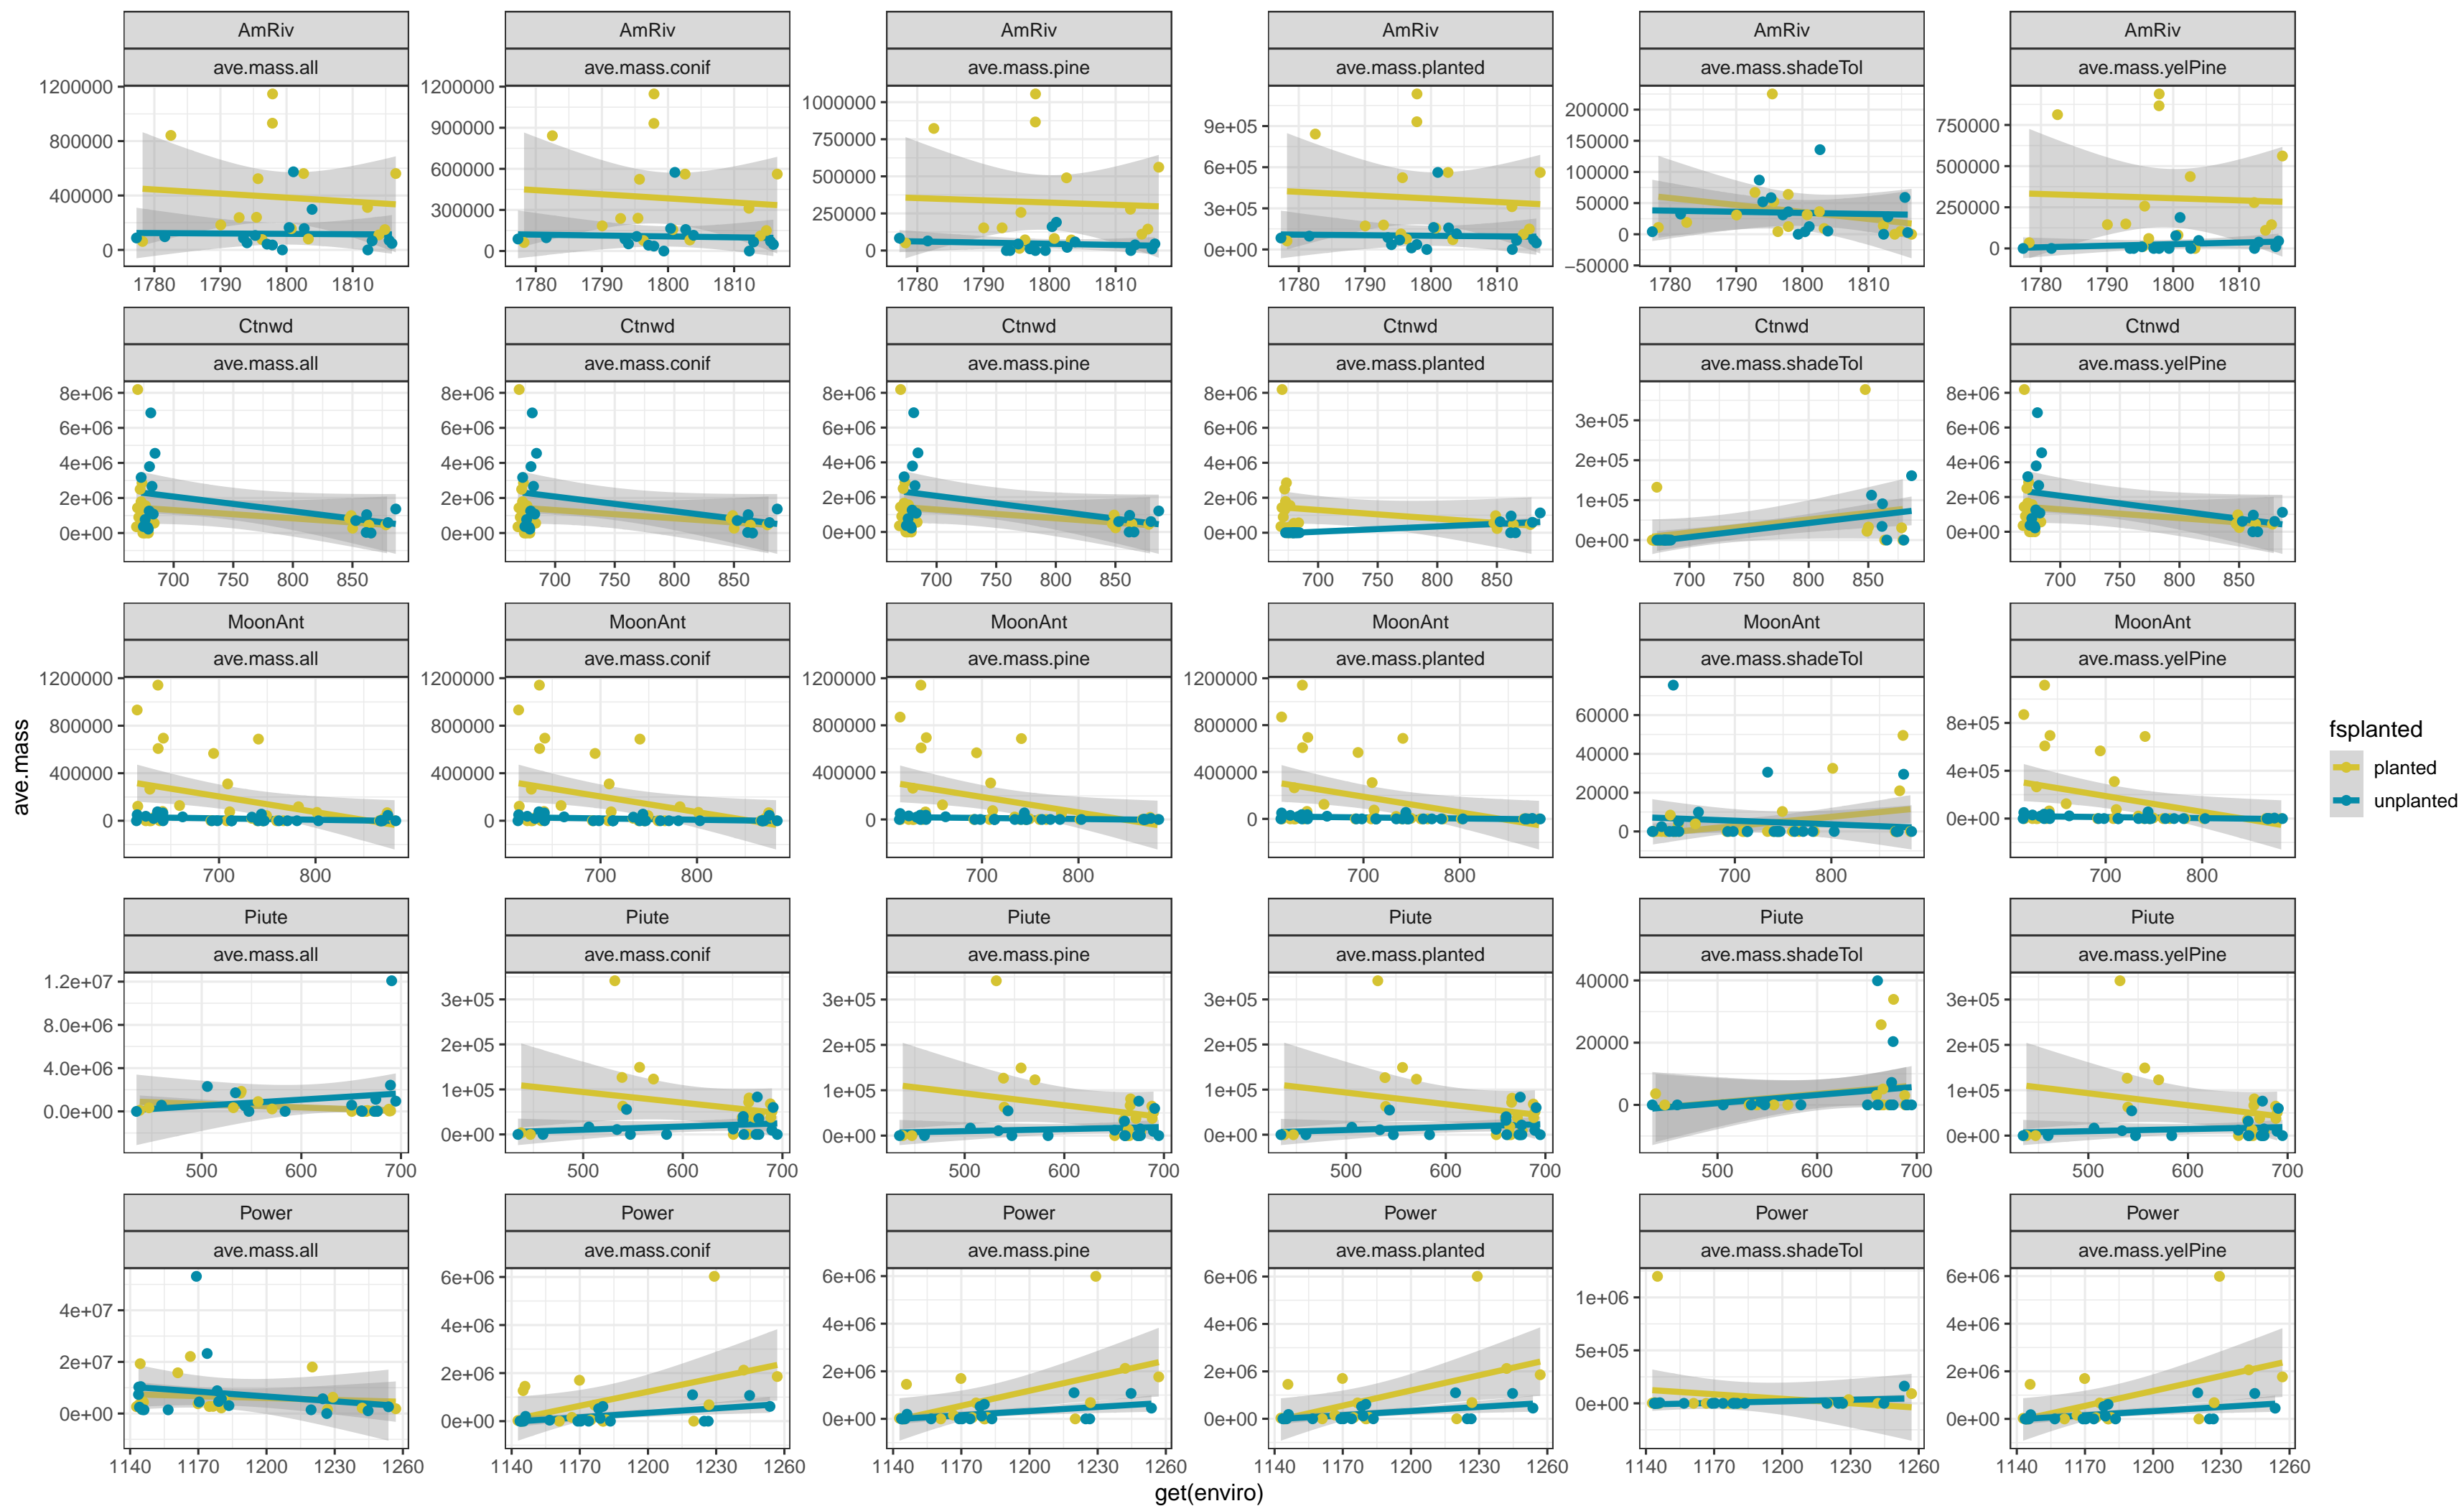 AmRiv AmRiv AmRiv AmRiv AmRiv AmRiv
ave.mass.all ave.mass.conif ave.mass.pine ave.mass.planted ave.mass.shadeTol ave.mass.yelPine
1200000 800000 400000 0
1200000 900000 600000 300000 0
1000000 750000 500000 250000 0
9e+05 6e+05 3e+05 0e+00
200000 150000 100000 50000 0 −50000
750000 500000 250000 0
1780 1790 1800 1810 1780 1790 1800 1810 1780 1790 1800 1810 1780 1790 1800 1810 1780 1790 1800 1810 1780 1790 1800 1810
Ctnwd Ctnwd Ctnwd Ctnwd Ctnwd Ctnwd
ave.mass.all ave.mass.conif ave.mass.pine ave.mass.planted ave.mass.shadeTol ave.mass.yelPine
8e+06 6e+06 4e+06 2e+06 0e+00
8e+06 6e+06 4e+06 2e+06 0e+00
8e+06 6e+06 4e+06 2e+06 0e+00
8e+06 6e+06 4e+06 2e+06 0e+00
3e+05 2e+05 1e+05 0e+00
8e+06 6e+06 4e+06 2e+06 0e+00
700 750 800 850 700 750 800 850 700 750 800 850 700 750 800 850 700 750 800 850 700 750 800 850
MoonAnt MoonAnt MoonAnt MoonAnt MoonAnt MoonAnt
ave.mass.all ave.mass.conif ave.mass.pine ave.mass.planted ave.mass.shadeTol ave.mass.yelPine
1200000 800000 400000 0
1200000 800000 400000 0
1200000 800000 400000 0
1200000 800000 400000 0
60000 40000 20000 0
8e+05 4e+05 0e+00
700 800 700 800 700 800 700 800 700 800 700 800
Piute Piute Piute Piute Piute Piute
ave.mass.all ave.mass.conif ave.mass.pine ave.mass.planted ave.mass.shadeTol ave.mass.yelPine
1.2e+07 8.0e+06 4.0e+06 0.0e+00
3e+05 2e+05 1e+05 0e+00
3e+05 2e+05 1e+05 0e+00
3e+05 2e+05 1e+05 0e+00
40000 20000 0
3e+05 2e+05 1e+05 0e+00
500 600 700 500 600 700 500 600 700 500 600 700 500 600 700 500 600 700
Power Power Power Power Power Power
ave.mass.all ave.mass.conif ave.mass.pine ave.mass.planted ave.mass.shadeTol ave.mass.yelPine
4e+07 2e+07 0e+00
6e+06 4e+06 2e+06 0e+00
6e+06 4e+06 2e+06 0e+00
6e+06 4e+06 2e+06 0e+00
1e+06 5e+05 0e+00
6e+06 4e+06 2e+06 0e+00
1140 1170 1200 1230 1260 1140 1170 1200 1230 1260 1140 1170 1200 1230 1260 1140 1170 1200 1230 1260 1140 1170 1200 1230 1260 1140 1170 1200 1230 1260
get(enviro)
ave.mass
fsplanted
planted
unplanted